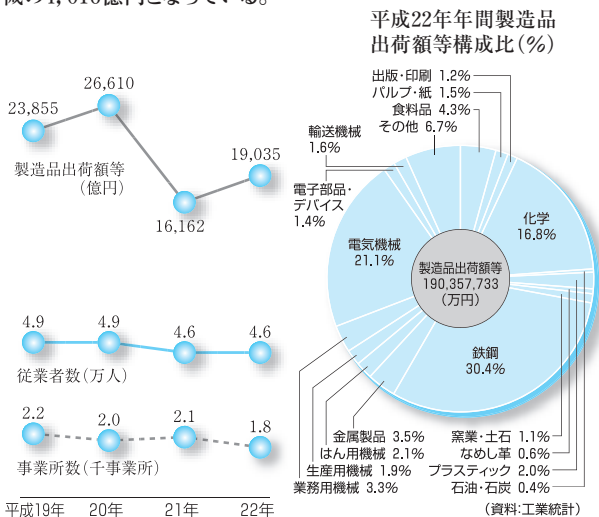 平成22年年間製造品
出荷額等構成比(%)
23,855
26,610
16,162
19,035
製造品出荷額等
(億円)
4.9
4.9
4.6
4.6
従業者数(万人)
2.2
2.0
2.1
1.8
事業所数(千事業所)
平成19年
20年
21年
22年
出版・印刷 1.2%
パルプ・紙 1.5%
食料品 4.3%
その他 6.7%
輸送機械
1.6%
電子部品・
デバイス
1.4%
電気機械
21.1%
化学
16.8%
製造品出荷額等
190,357,733
(万円)
鉄鋼
30.4%
金属製品 3.5%
はん用機械 2.1%
生産用機械 1.9%
業務用機械 3.3%
窯業・土石 1.1%
なめし革 0.6%
プラスティック 2.0%
石油・石炭 0.4%
(資料:工業統計)